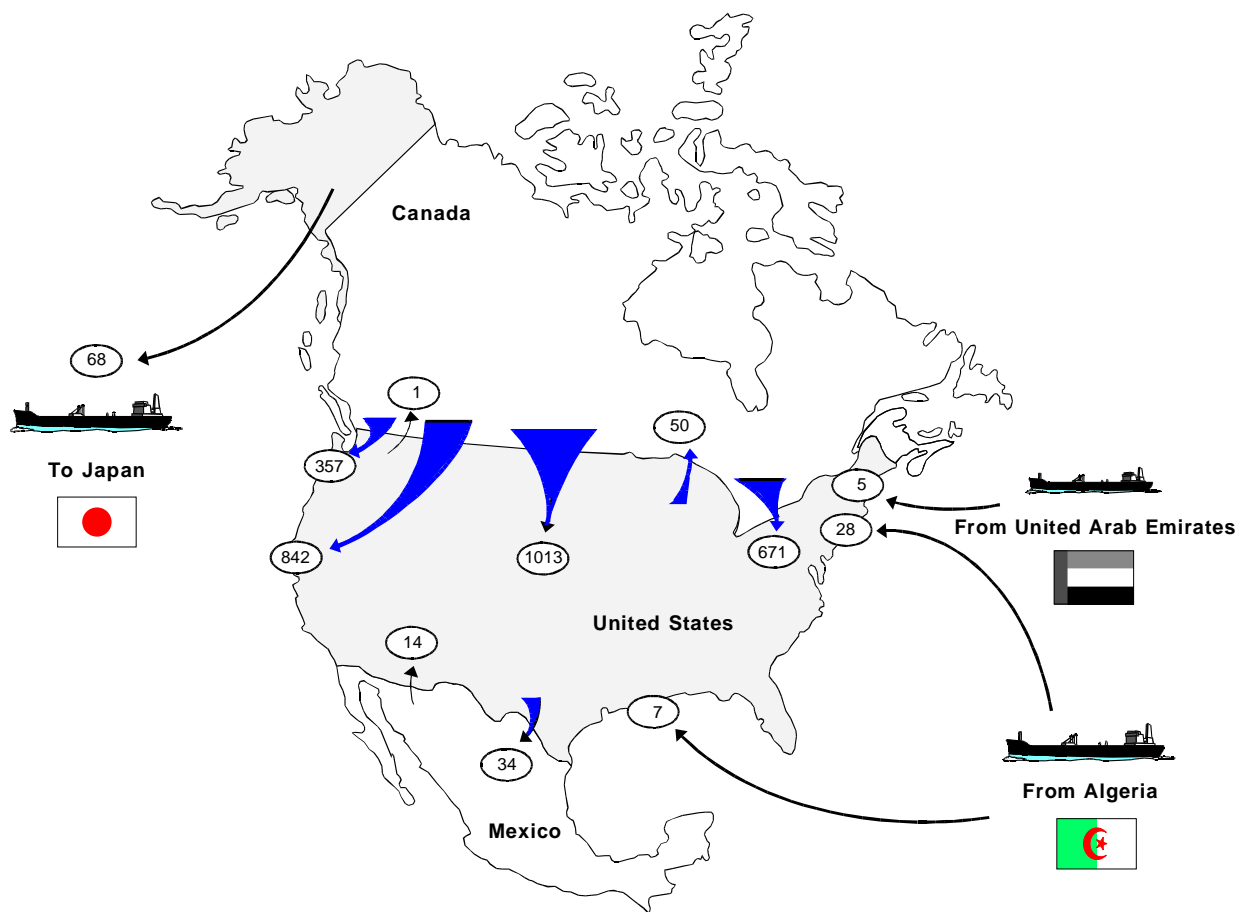 Canada
68
1
50
To Japan
357
5
From United Arab Emirates
28
842
1013
671
United States
14
7
34
From Algeria
Mexico